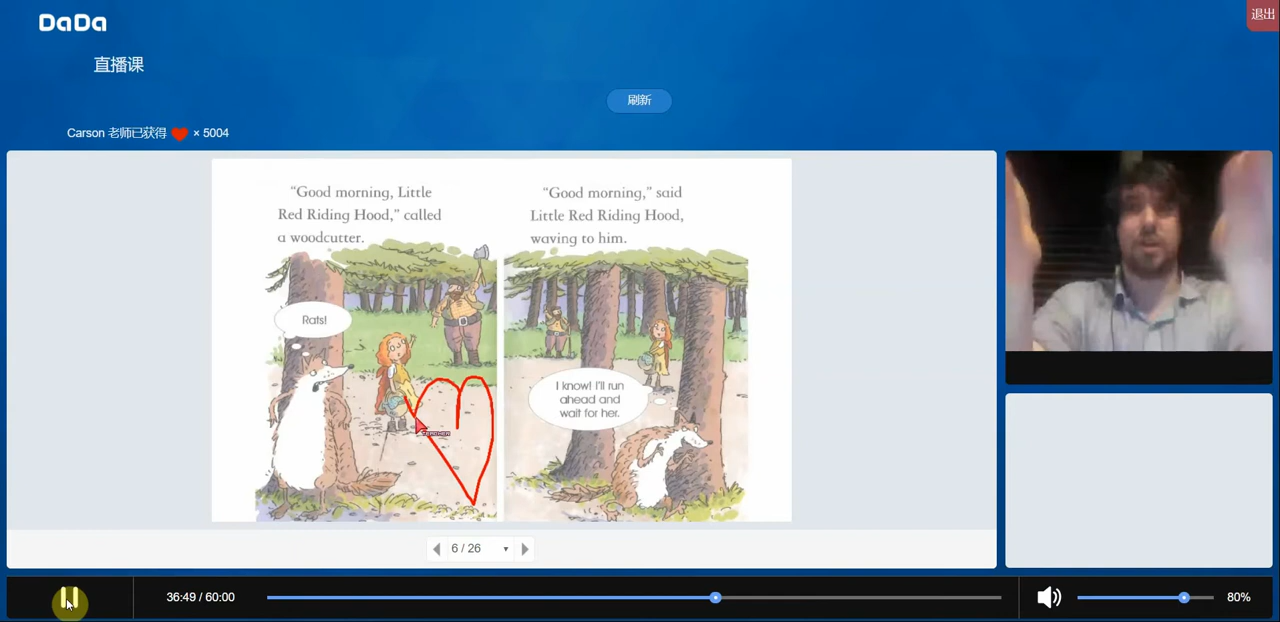 DaDa
退出
直播课
刷新
Carson 老师已获得 × 5004
"Good morning, Little
Red Riding Hood," called
a woodcutter.
"Good morning," said
Little Red Riding Hood,
waving to him.
Rats!
I know! I'll run
ahead and
wait for her.
TEACHER
6 / 26
36:49 / 60:00
80%